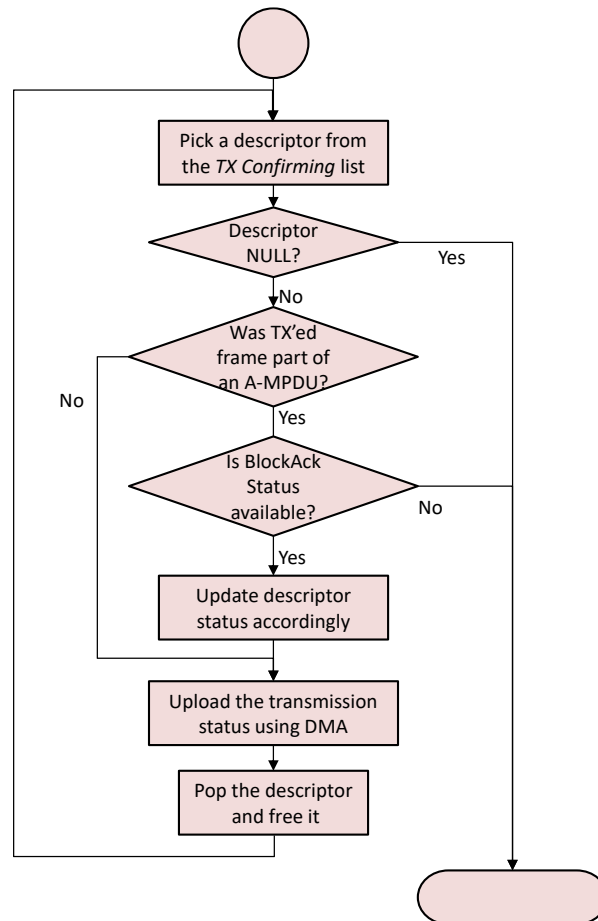 Pick a descriptor from
the TX Confirming list
Descriptor
NULL?
Yes
No
Was TX'ed
frame part of
an A-MPDU?
No
Yes
Is BlockAck
Status
available?
No
Yes
Update descriptor
status accordingly
Upload the transmission
status using DMA
Pop the descriptor
and free it